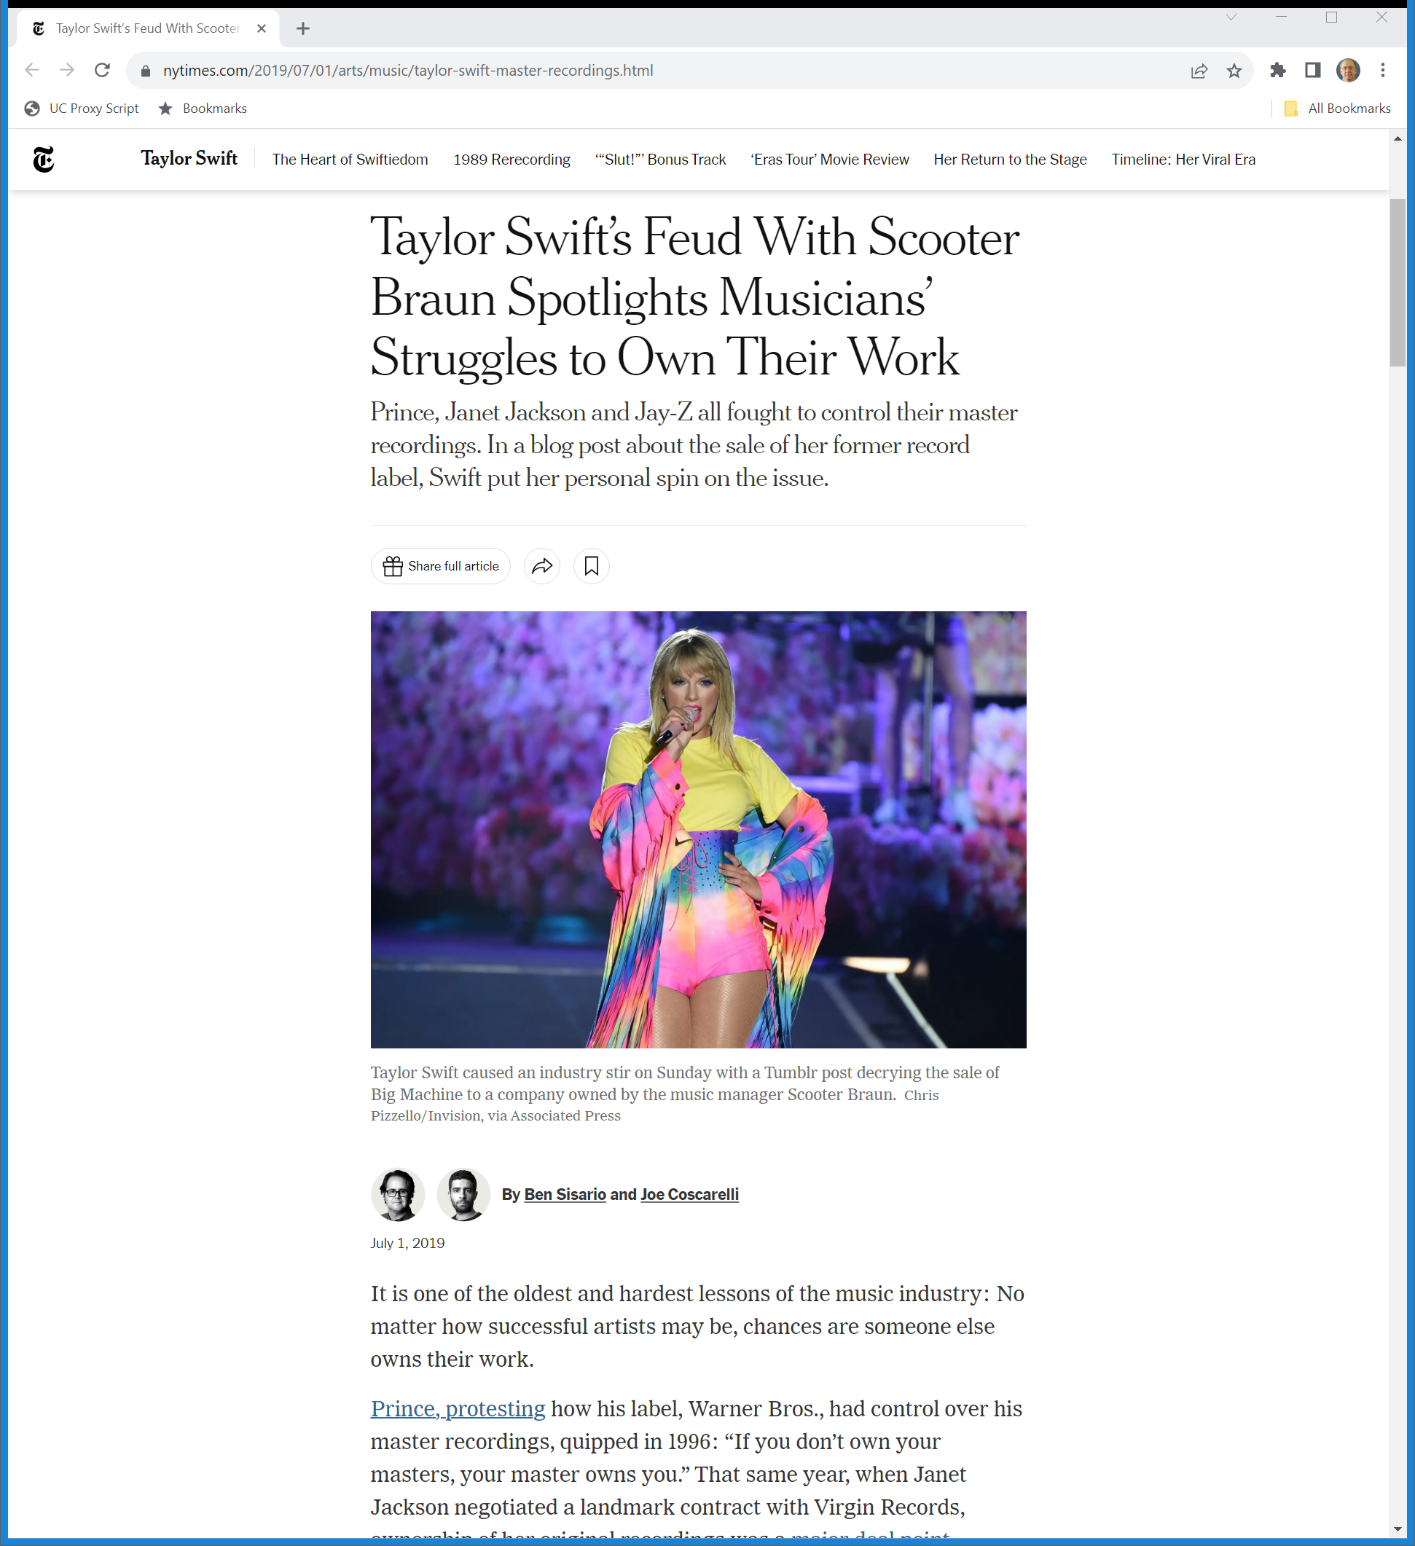 Taylor Swift's Feud With Scooter
nytimes.com/2019/07/01/arts/music/taylor-swift-master-recordings.html
UC Proxy Script Bookmarks All Bookmarks
Taylor Swift The Heart of Swiftiedom 1989 Rerecording “‘Slut!’” Bonus Track ‘Eras Tour’ Movie Review Her Return to the Stage Timeline: Her Viral Era
Taylor Swift’s Feud With Scooter
Braun Spotlights Musicians’
Struggles to Own Their Work
Prince, Janet Jackson and Jay-Z all fought to control their master
recordings. In a blog post about the sale of her former record
label, Swift put her personal spin on the issue.
Share full article
Taylor Swift caused an industry stir on Sunday with a Tumblr post decrying the sale of
Big Machine to a company owned by the music manager Scooter Braun. Chris
Pizzello/Invision, via Associated Press
By Ben Sisario and Joe Coscarelli
July 1, 2019
It is one of the oldest and hardest lessons of the music industry: No
matter how successful artists may be, chances are someone else
owns their work.
Prince, protesting how his label, Warner Bros., had control over his
master recordings, quipped in 1996: “If you don’t own your
masters, your master owns you.” That same year, when Janet
Jackson negotiated a landmark contract with Virgin Records,
ownership of her original recordings was a major deal point.